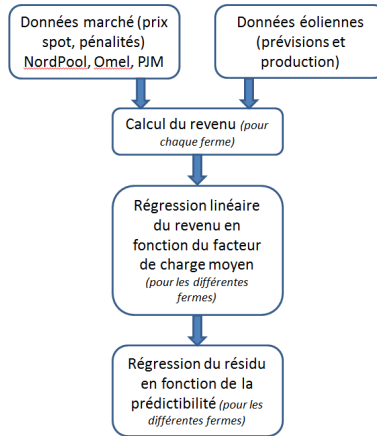 Données marché (prix
spot, pénalités)
NordPool, Omel, PJM
Données éoliennes
(prévisions et
production)
Calcul du revenu (pour
chaque ferme)
Régression linéaire
du revenu en
fonction du facteur
de charge moyen
(pour les différentes
fermes)
Régression du résidu
en fonction de la
prédictibilité (pour les
différentes fermes)